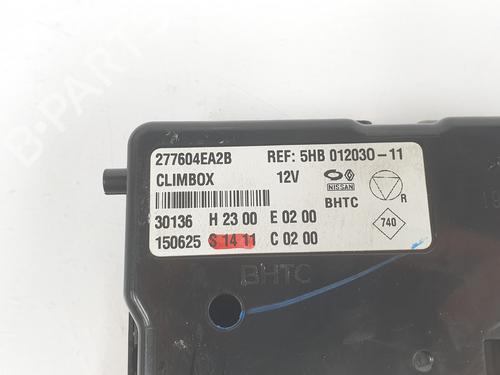 277604EA2B REF: 5HB 012030-11
CLIMBOX 12V NISSAN
BHTC R
30136 H 23 00 E 02 00
150625 S 14 11 C 02 00 740
BHTC